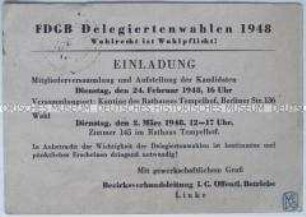 FDGB Delegiertenwahlen 1948
Wahlrecht ist Wahlpflicht!
EINLADUNG
Mitgliederversammlung und Aufstellung der Kandidaten
Dienstag, den 24. Februar 1948, 16 Uhr
Versammlungsort: Kantine des Rathauses Tempelhof, Berliner Str. 136
Wahl
Dienstag, den 2. März 1948, 12—17 Uhr,
Zimmer 145 im Rathaus Tempelhof.
In Anbetracht der Wichtigkeit der Delegiertenwahlen ist bestimmtes und
pünktliches Erscheinen dringend notwendig!
Mit gewerkschaftlichem Gruß
Bezirksverbandsleitung I. G. Öffentl. Betriebe
Linke